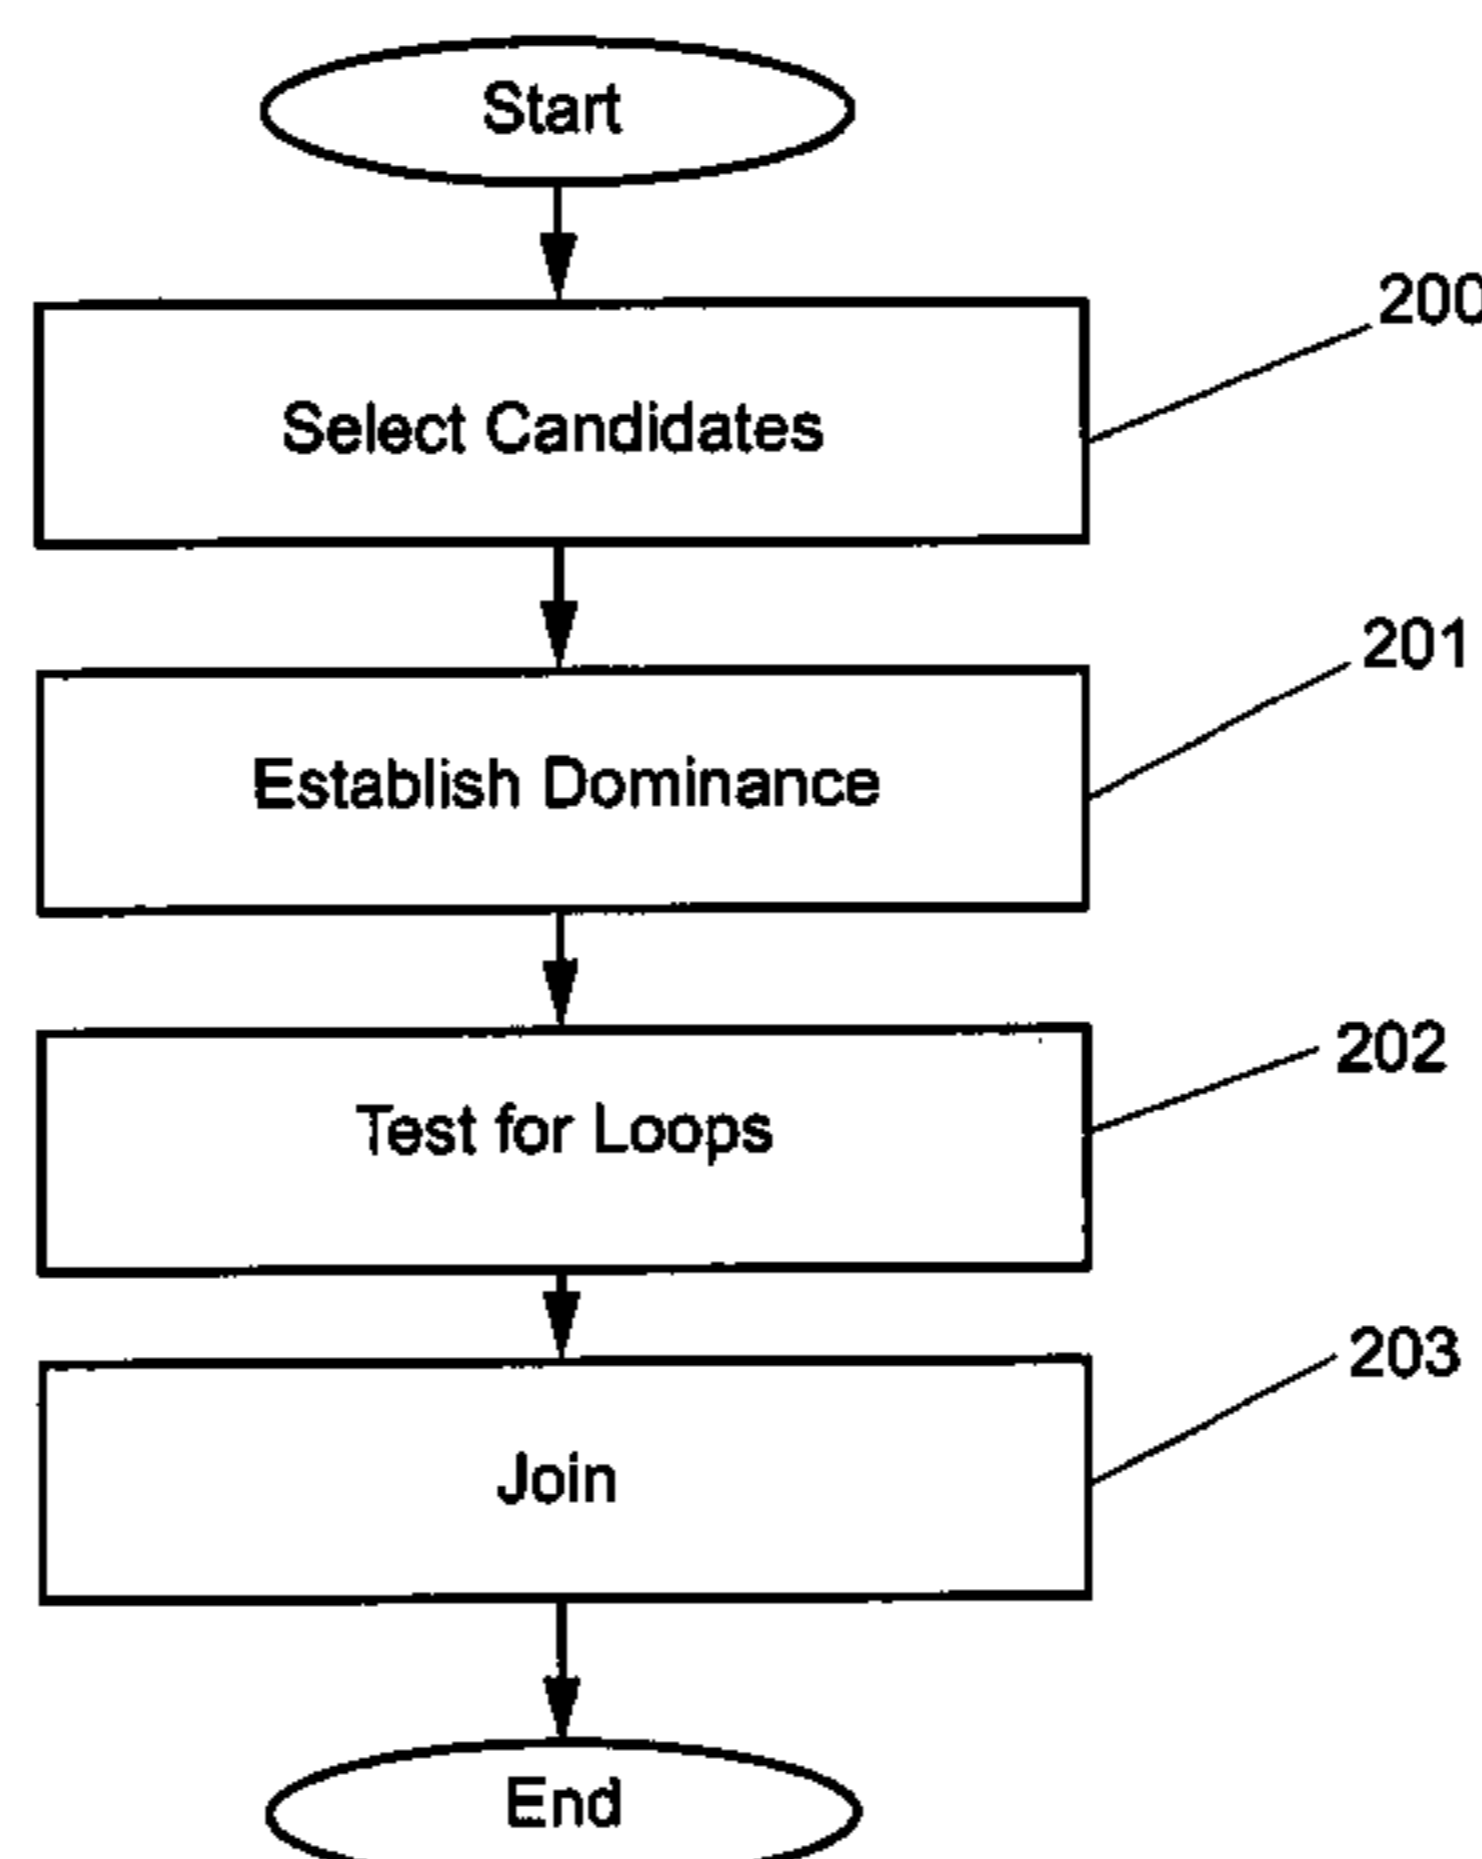 Start
200
Select Candidates
201
Establish Dominance
202
Test for Loops
203
Join
End